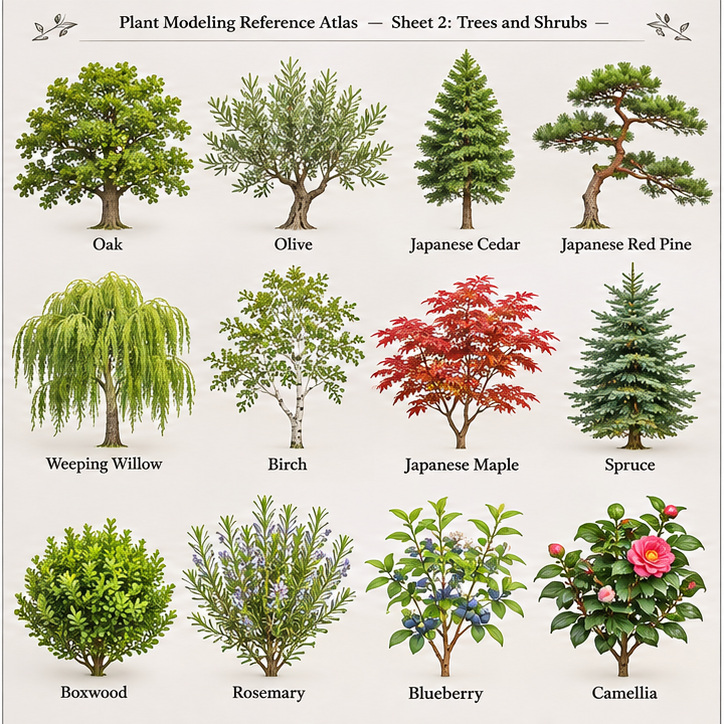 Plant Modeling Reference Atlas — Sheet 2: Trees and Shrubs —
Oak
Olive
Japanese Cedar
Japanese Red Pine
Weeping Willow
Birch
Japanese Maple
Spruce
Boxwood
Rosemary
Blueberry
Camellia